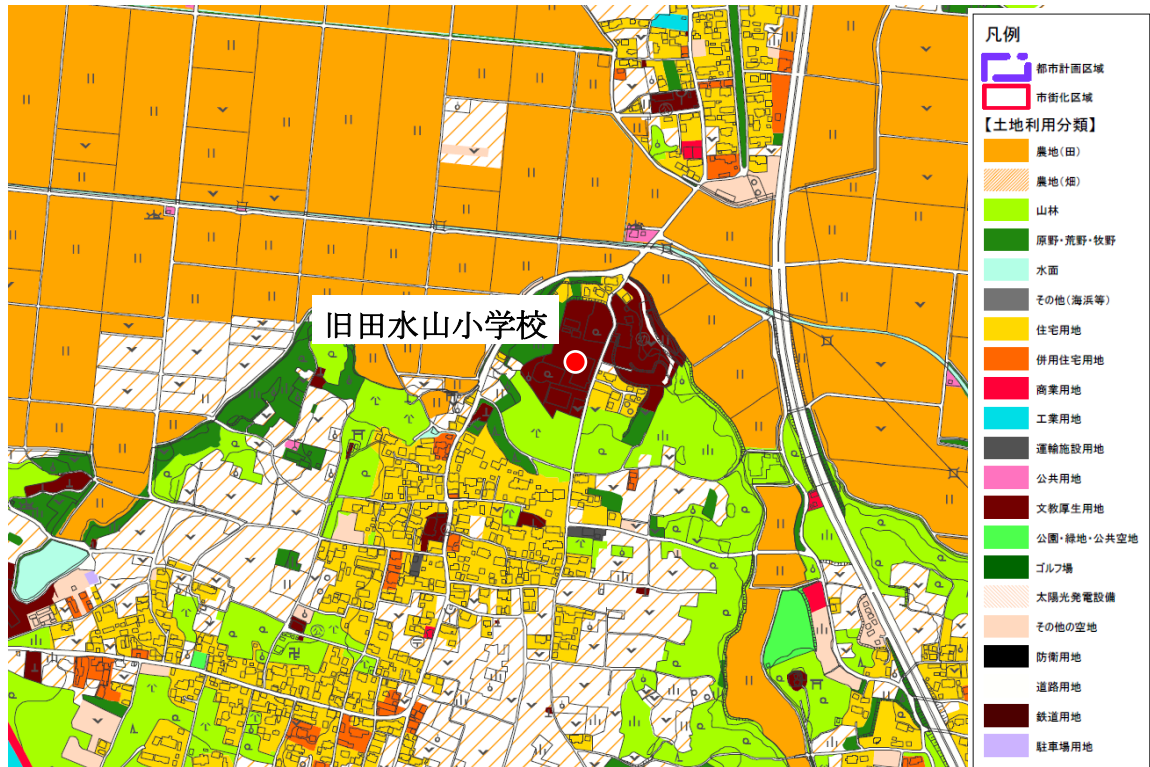 旧田水山小学校
凡例
都市計画区域
市街化区域
【土地利用分類】
農地(田)
農地(畑)
山林
原野・荒野・牧野
水面
その他(海浜等)
住宅用地
併用住宅用地
商業用地
工業用地
運輸施設用地
公共用地
文教厚生用地
公園・緑地・公共空地
ゴルフ場
太陽光発電設備
その他の空地
防衛用地
道路用地
鉄道用地
駐車場用地